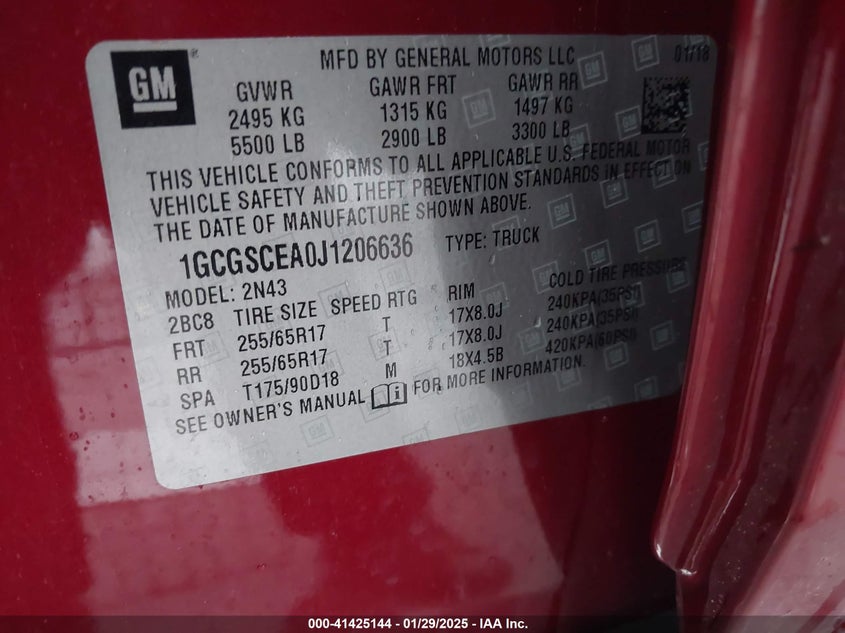 GM®
MFD BY GENERAL MOTORS LLC 01/18
GVWR GAWR FRT GAWR RR
2495 KG 1315 KG 1497 KG
5500 LB 2900 LB 3300 LB
THIS VEHICLE CONFORMS TO ALL APPLICABLE U.S. FEDERAL MOTOR
VEHICLE SAFETY AND THEFT PREVENTION STANDARDS IN EFFECT ON
THE DATE OF MANUFACTURE SHOWN ABOVE.
1GCGSCEA0J1206636 TYPE: TRUCK
MODEL: 2N43
2BC8 TIRE SIZE SPEED RTG RIM COLD TIRE PRESSURE
FRT 255/65R17 T 17X8.0J 240KPA(35PSI)
RR 255/65R17 T 17X8.0J 240KPA(35PSI)
SPA T175/90D18 M 18X4.5B 420KPA(60PSI)
SEE OWNER'S MANUAL i FOR MORE INFORMATION.
000-41425144 - 01/29/2025 - IAA Inc.